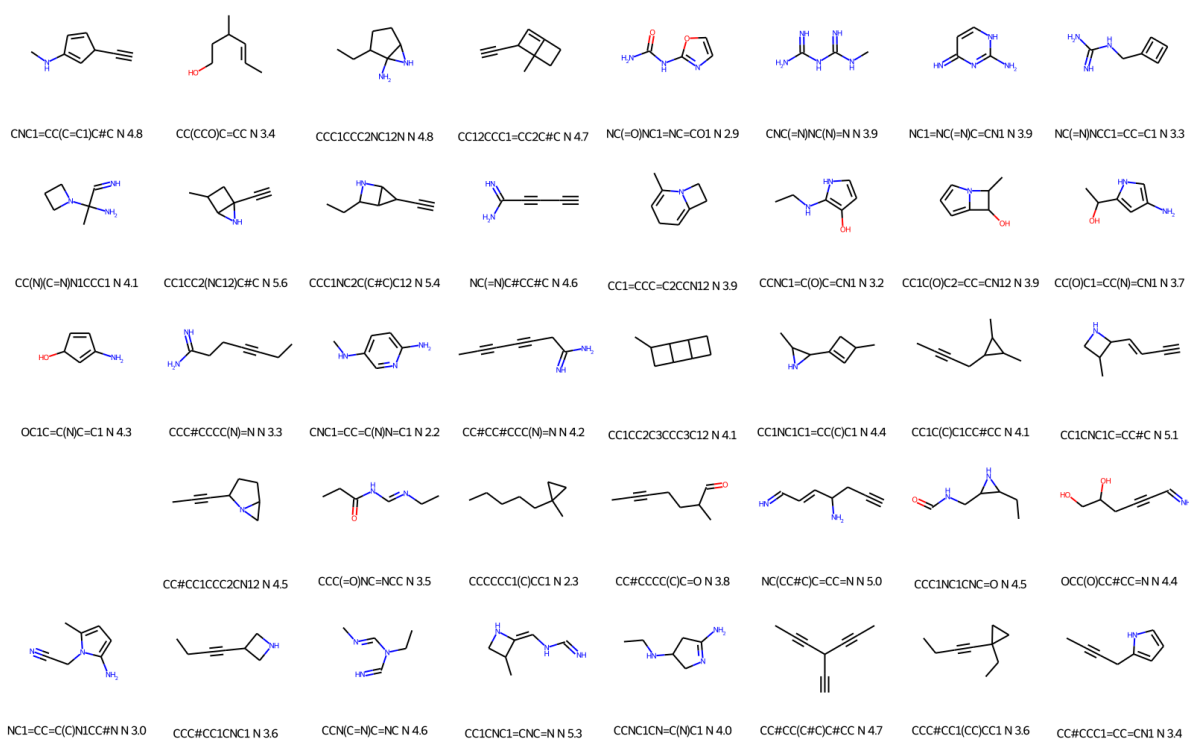 CNC1=CC(C=C1)C#C N 4.8
CC(CCO)C=CC N 3.4
CCC1CCC2NC12N N 4.8
CC12CCC1=CC2C#C N 4.7
NC(=O)NC1=NC=CO1 N 2.9
CNC(=N)NC(N)=N N 3.9
NC1=NC(=N)C=CN1 N 3.9
NC(=N)NCC1=CC=C1 N 3.3
CC(N)(C=N)N1CCC1 N 4.1
CC1CC2(NC12)C#C N 5.6
CCC1NC2C(C#C)C12 N 5.4
NC(=N)C#CC#C N 4.6
CC1=CCC=C2CCN12 N 3.9
CCNC1=C(O)C=CN1 N 3.2
CC1C(O)C2=CC=CN12 N 3.9
CC(O)C1=CC(N)=CN1 N 3.7
OC1C=C(N)C=C1 N 4.3
CCC#CCCC(N)=N N 3.3
CNC1=CC=C(N)N=C1 N 2.2
CC#CC#CCC(N)=N N 4.2
CC1CC2C3CCC3C12 N 4.1
CC1NC1C1=CC(C)C1 N 4.4
CC1C(C)C1CC#CC N 4.1
CC1CNC1C=CC#C N 5.1
CC#CC1CCC2CN12 N 4.5
CCC(=O)NC=NCC N 3.5
CCCCCC1(C)CC1 N 2.3
CC#CCCC(C)C=O N 3.8
NC(CC#C)C=CC=N N 5.0
CCC1NC1CNC=O N 4.5
OCC(O)CC#CC=N N 4.4
NC1=CC=C(C)N1CC#N N 3.0
CCC#CC1CNC1 N 3.6
CCN(C=N)C=NC N 4.6
CC1CNC1=CNC=N N 5.3
CCNC1CN=C(N)C1 N 4.0
CC#CC(C#C)C#CC N 4.7
CCC#CC1(CC)CC1 N 3.6
CC#CCC1=CC=CN1 N 3.4